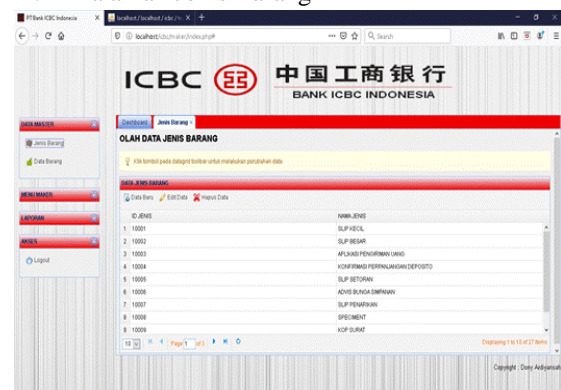 PT Bank ICBC Indonesia
localhost / localhost / icbc /
localhost/icbc/maker/index.php#
Search
ICBC 中国工商银行
BANK ICBC INDONESIA
DATA MASTER
Jenis Barang
Data Barang
MENU MAKER
LAPORAN
AKSES
Logout
Dashboard
Jenis Barang
OLAH DATA JENIS BARANG
Klik tombol pada datagrid toolbar untuk melakukan perubahan data.
DATA JENIS BARANG
Data Baru Edit Data Hapus Data
ID JENIS NAMA JENIS
1 10001 SLIP KECIL
2 10002 SLIP BESAR
3 10003 APLIKASI PENGIRIMAN UANG
4 10004 KONFIRMASI PERPANJANGAN DEPOSITO
5 10005 SLIP SETORAN
6 10006 ADVIS BUNGA SIMPANAN
7 10007 SLIP PENARIKAN
8 10008 SPECIMENT
9 10009 KOP SURAT
10 Page 1 of 3 Displaying 1 to 10 of 27 items
Copyright : Dony Ardiyansah